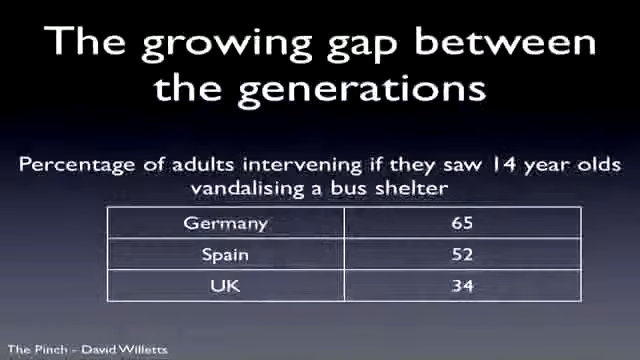 The growing gap between
the generations
Percentage of adults intervening if they saw 14 year olds
vandalising a bus shelter
Germany 65
Spain 52
UK 34
The Pinch - David Willetts